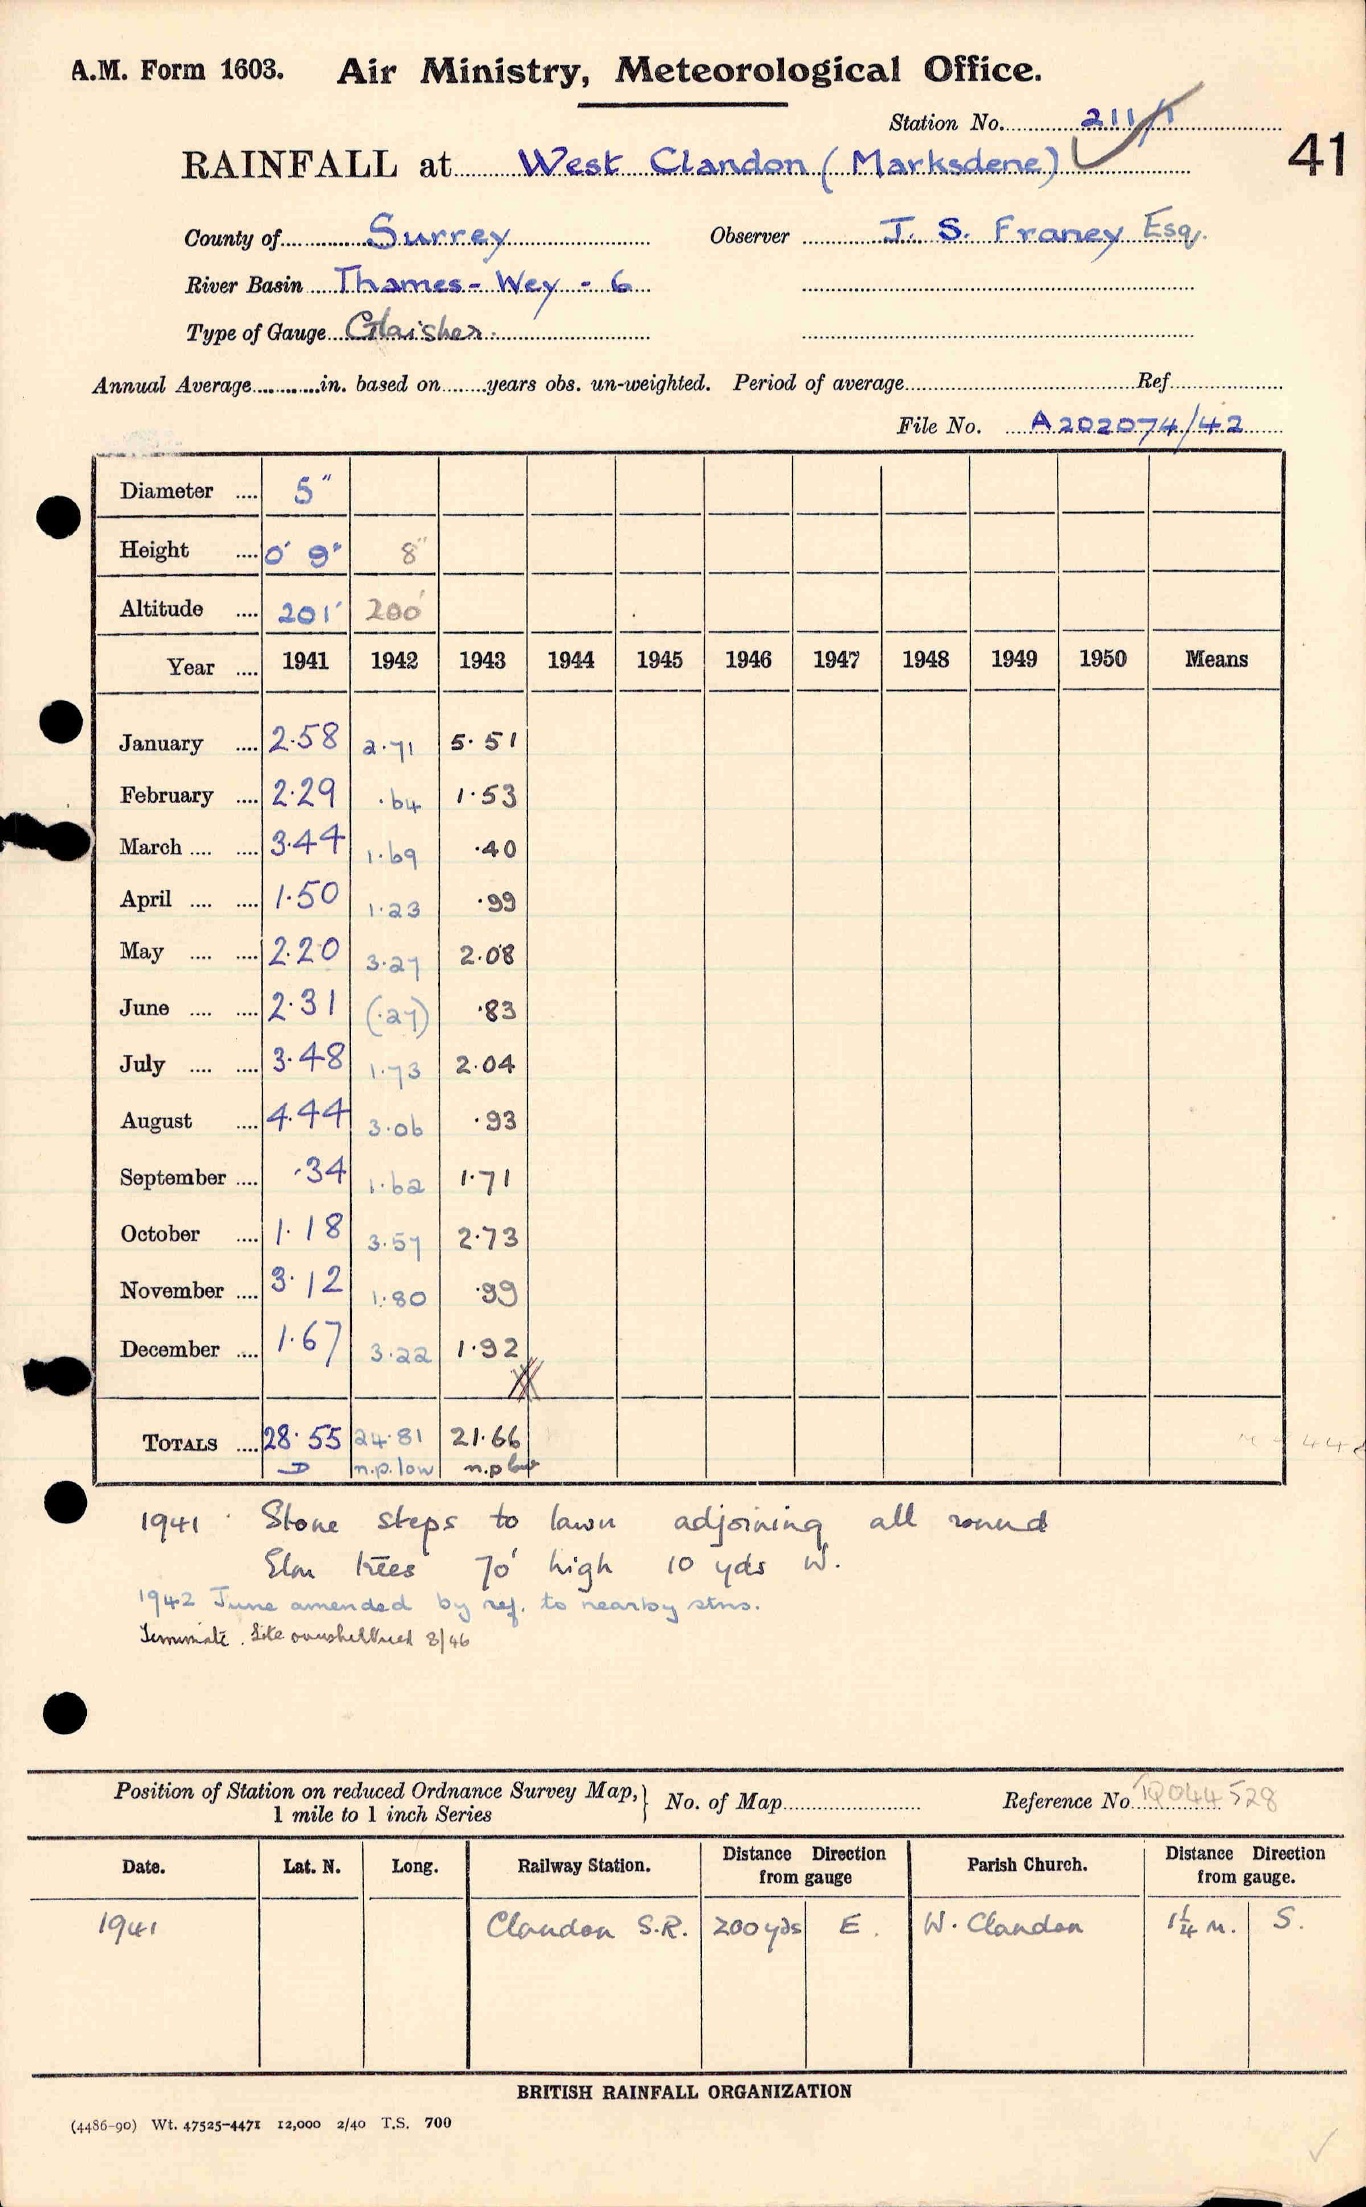 A.M. Form 1603. Air Ministry, Meteorological Office.
Station No. 211/1
41
RAINFALL at West Clandon (Marksdene)
County of Surrey Observer J. S. Franey Esq.
River Basin Thames - Wey - 6
Type of Gauge Glaisher.
Annual Average in. based on years obs. un-weighted. Period of average Ref
File No. A202074/42
Diameter .... 5"
Height .... 0' 9" 8"
Altitude .... 201' 200'
Year .... 1941 1942 1943 1944 1945 1946 1947 1948 1949 1950 Means
January .... 2.58 2.71 5.51
February .... 2.29 .64 1.53
March .... .... 3.44 1.69 .40
April .... .... 1.50 1.23 .99
May .... .... 2.20 3.27 2.08
June .... .... 2.31 (.27) .83
July .... .... 3.48 1.73 2.04
August .... 4.44 3.06 .93
September .... .34 1.62 1.71
October .... 1.18 3.57 2.73
November .... 3.12 1.80 .99
December .... 1.67 3.22 1.92
TOTALS .... 28.55 24.81 21.66
n.p. low n.p low
1941 Stone steps to lawn adjoining all round
Elm trees 70' high 10 yds W.
1942 June amended by ref. to nearby stns.
Terminate. Site oversheltered 8/46
Position of Station on reduced Ordnance Survey Map,} No. of Map Reference No TQ044528
1 mile to 1 inch Series
Date. Lat. N. Long. Railway Station. Distance Direction from gauge Parish Church. Distance Direction from gauge.
1941 Clandon S.R. 200 yds E. W. Clandon 1¼ m. S.
BRITISH RAINFALL ORGANIZATION
(4486-90) Wt. 47525-4471 12,000 2/40 T.S. 700